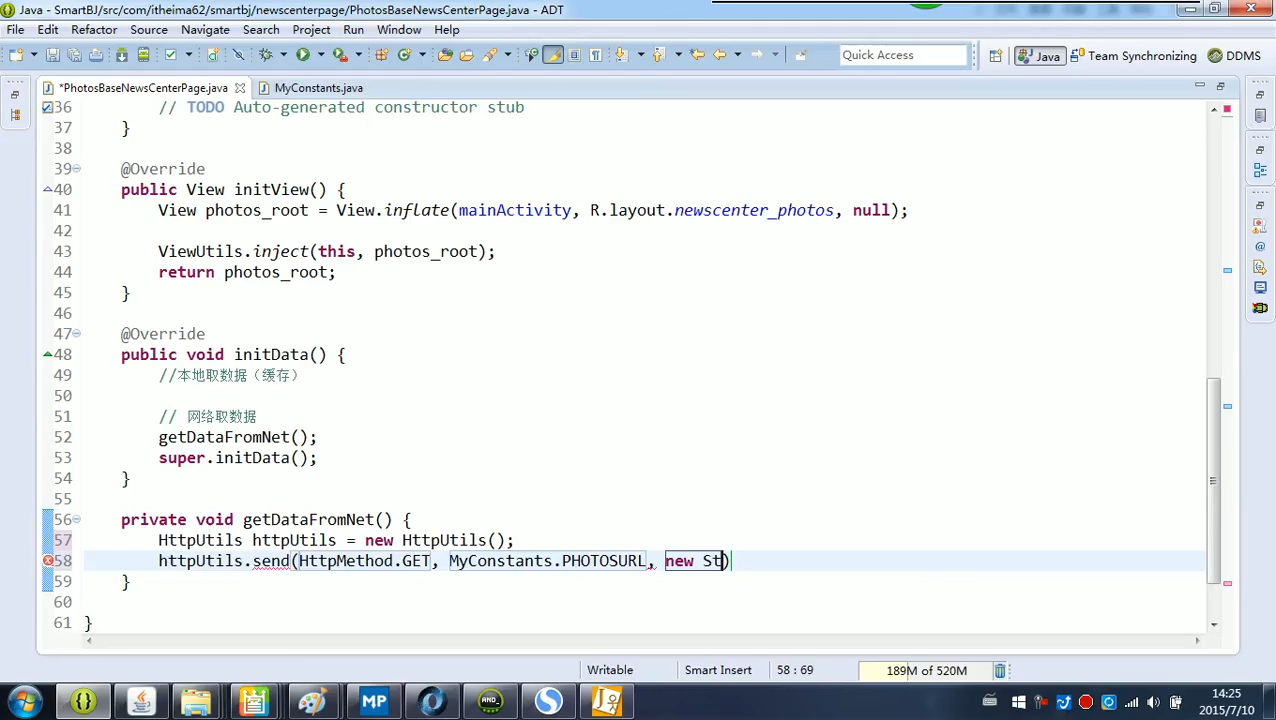 Java - SmartBJ/src/com/itheima62/smartbj/newscenterpage/PhotosBaseNewsCenterPage.java - ADT
File Edit Refactor Source Navigate Search Project Run Window Help
Quick Access Java Team Synchronizing DDMS
*PhotosBaseNewsCenterPage.java MyConstants.java
36 // TODO Auto-generated constructor stub
37 }
38
39 @Override
40 public View initView() {
41 View photos_root = View.inflate(mainActivity, R.layout.newscenter_photos, null);
42
43 ViewUtils.inject(this, photos_root);
44 return photos_root;
45 }
46
47 @Override
48 public void initData() {
49 //本地取数据（缓存）
50
51 // 网络取数据
52 getDataFromNet();
53 super.initData();
54 }
55
56 private void getDataFromNet() {
57 HttpUtils httpUtils = new HttpUtils();
58 httpUtils.send(HttpMethod.GET, MyConstants.PHOTOSURL, new St)
59 }
60
61 }
Writable Smart Insert 58 : 69 189M of 520M
MP AND_
14:25
2015/7/10